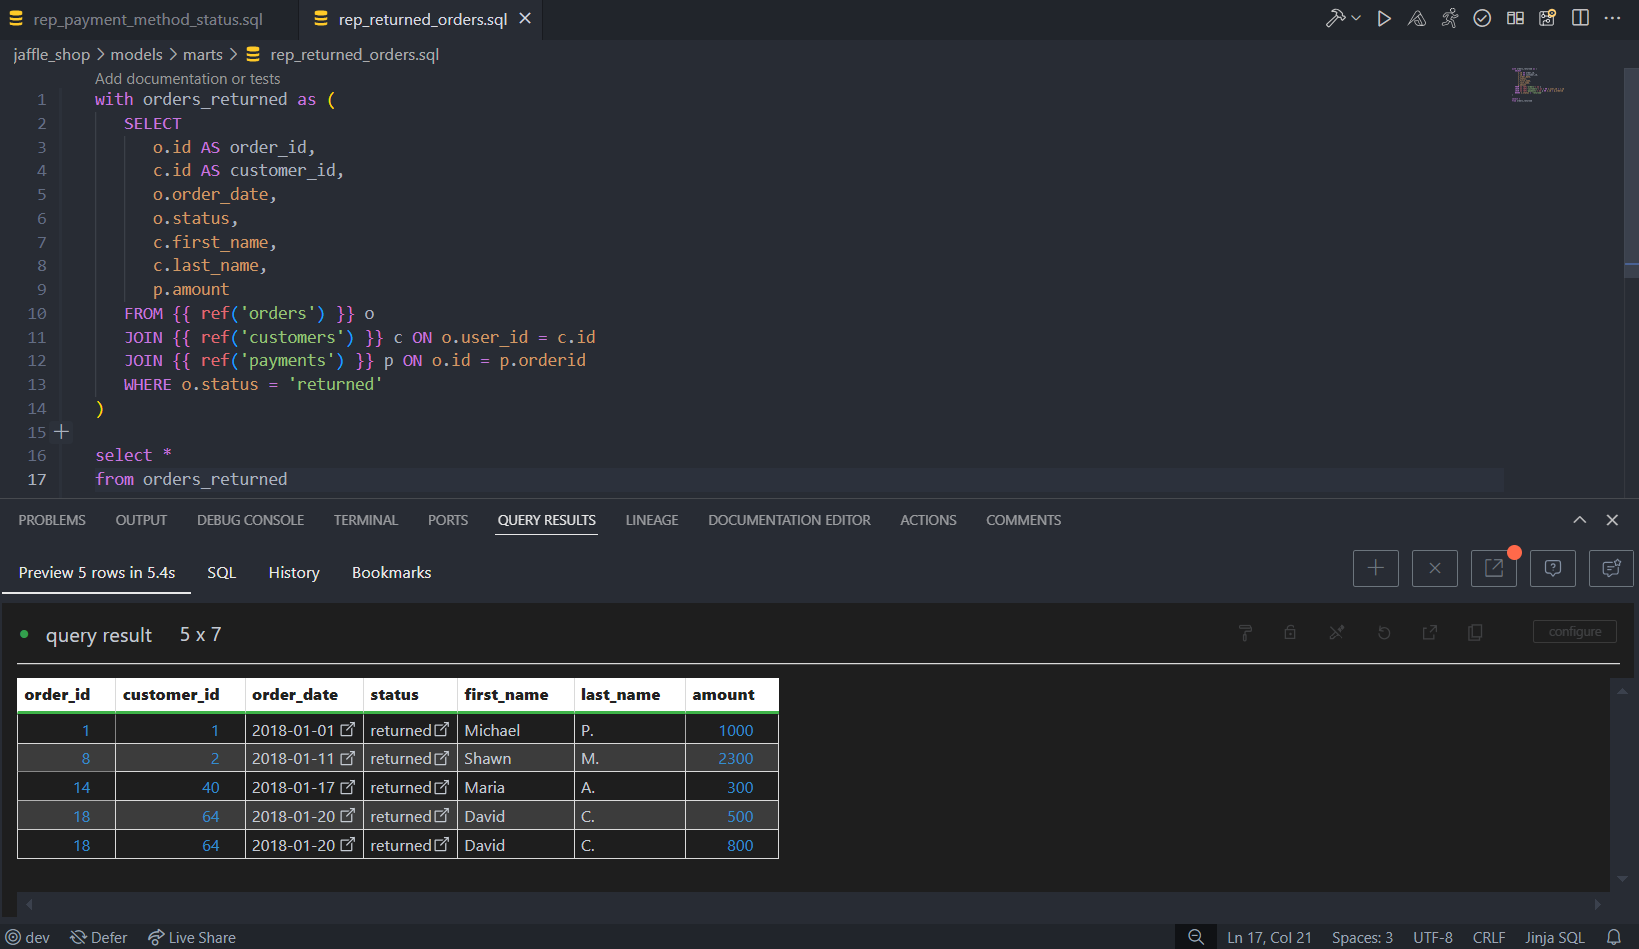 rep_payment_method_status.sql rep_returned_orders.sql
jaffle_shop > models > marts > rep_returned_orders.sql
Add documentation or tests
1 with orders_returned as (
2 SELECT
3 o.id AS order_id,
4 c.id AS customer_id,
5 o.order_date,
6 o.status,
7 c.first_name,
8 c.last_name,
9 p.amount
10 FROM {{ ref('orders') }} o
11 JOIN {{ ref('customers') }} c ON o.user_id = c.id
12 JOIN {{ ref('payments') }} p ON o.id = p.orderid
13 WHERE o.status = 'returned'
14 )
15
16 select *
17 from orders_returned
PROBLEMS OUTPUT DEBUG CONSOLE TERMINAL PORTS QUERY RESULTS LINEAGE DOCUMENTATION EDITOR ACTIONS COMMENTS
Preview 5 rows in 5.4s SQL History Bookmarks
query result 5 x 7 configure
order_id customer_id order_date status first_name last_name amount
1 1 2018-01-01 returned Michael P. 1000
8 2 2018-01-11 returned Shawn M. 2300
14 40 2018-01-17 returned Maria A. 300
18 64 2018-01-20 returned David C. 500
18 64 2018-01-20 returned David C. 800
dev Defer Live Share Ln 17, Col 21 Spaces: 3 UTF-8 CRLF Jinja SQL